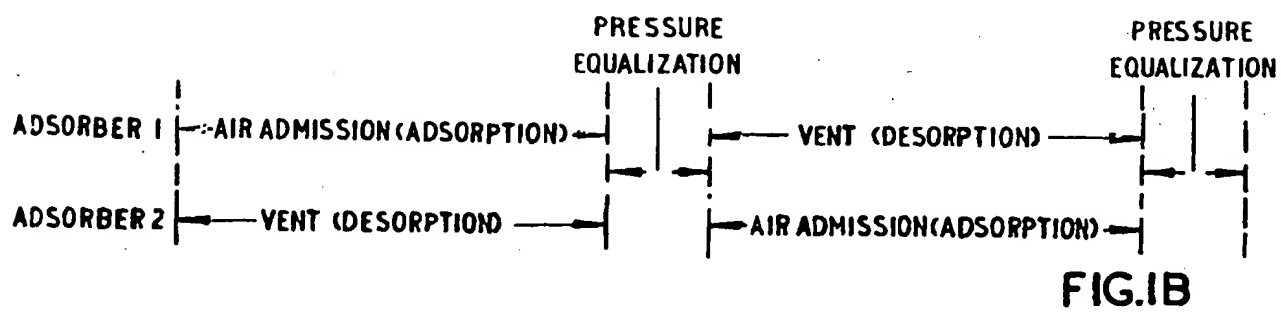 PRESSURE
EQUALIZATION
PRESSURE
EQUALIZATION
ADSORBER 1 AIR ADMISSION (ADSORPTION) VENT (DESORPTION)
ADSORBER 2 VENT (DESORPTION) AIR ADMISSION (ADSORPTION)
FIG.1B